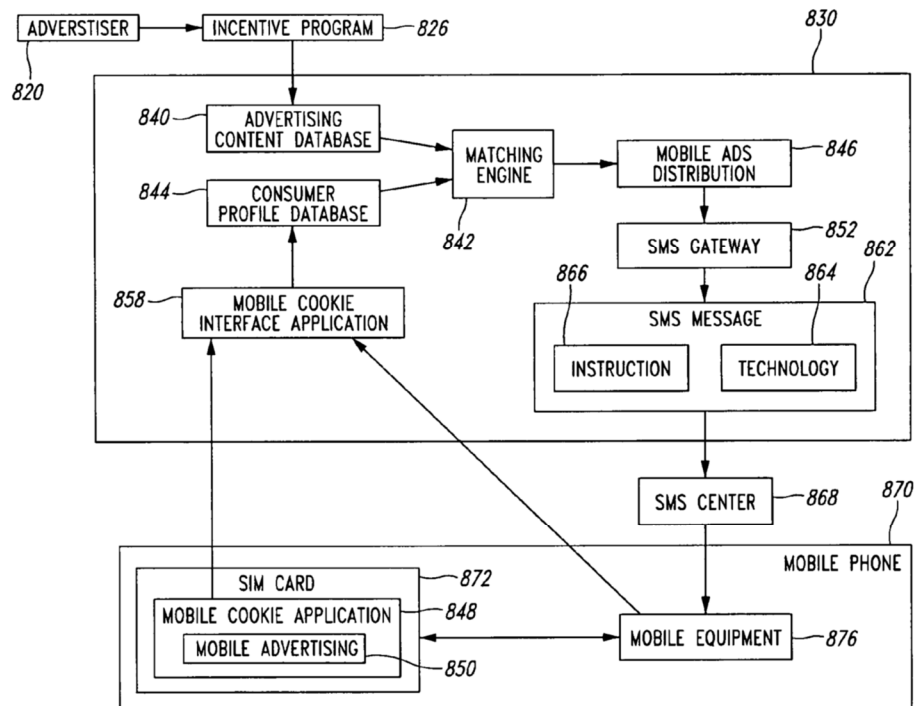 ADVERSTISER
820
INCENTIVE PROGRAM
826
830
840
ADVERTISING
CONTENT DATABASE
844
CONSUMER
PROFILE DATABASE
MATCHING
ENGINE
842
MOBILE ADS
DISTRIBUTION
846
SMS GATEWAY
852
862
858
MOBILE COOKIE
INTERFACE APPLICATION
866
864
SMS MESSAGE
INSTRUCTION
TECHNOLOGY
SMS CENTER
868
870
MOBILE PHONE
SIM CARD
872
MOBILE COOKIE APPLICATION
848
MOBILE ADVERTISING
850
MOBILE EQUIPMENT
876